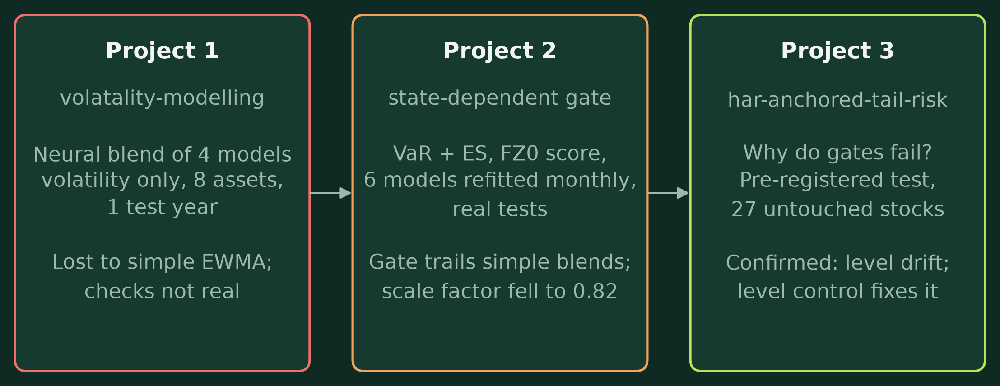 Project 1
volatality-modelling
Neural blend of 4 models
volatility only, 8 assets,
1 test year
Lost to simple EWMA;
checks not real
Project 2
state-dependent gate
VaR + ES, FZ0 score,
6 models refitted monthly,
real tests
Gate trails simple blends;
scale factor fell to 0.82
Project 3
har-anchored-tail-risk
Why do gates fail?
Pre-registered test,
27 untouched stocks
Confirmed: level drift;
level control fixes it